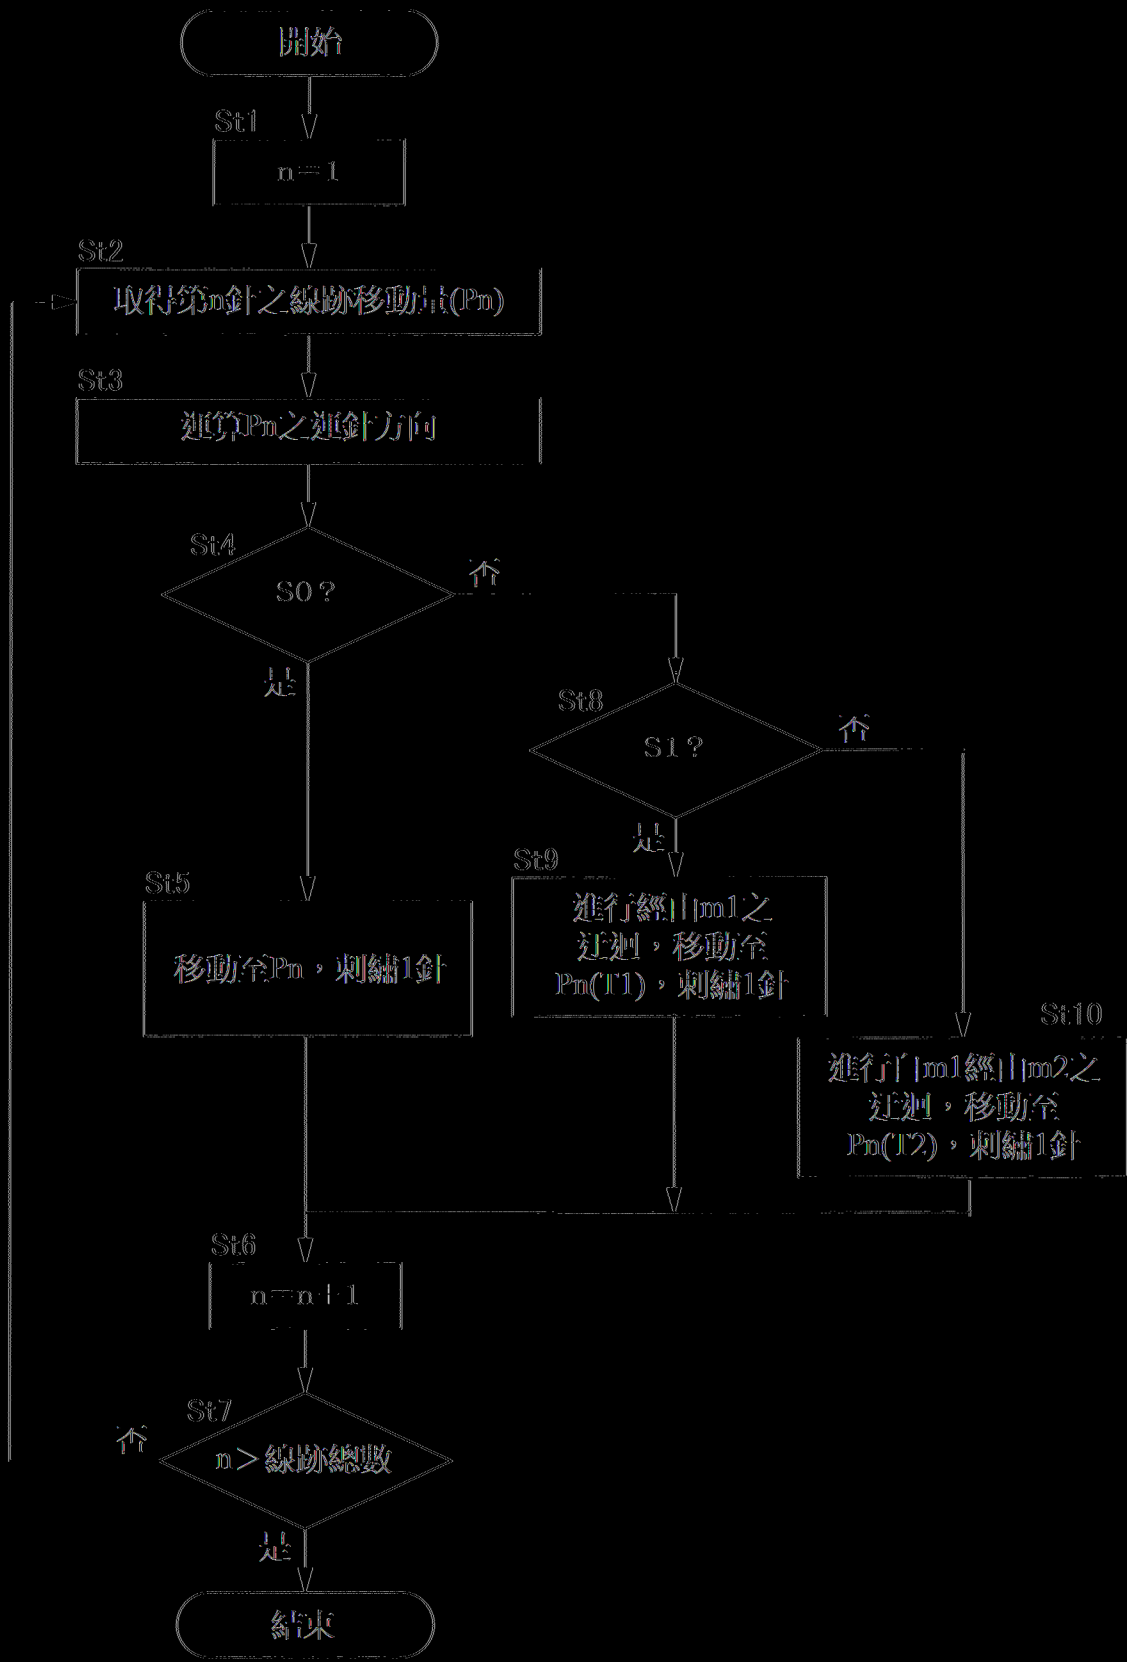 開始
St1
n=1
St2
取得第n針之線跡移動量(Pn)
St3
運算Pn之運針方向
St4
S0？
否
是
St8
S1？
否
是
St5
移動至Pn，刺繡1針
St9
進行經由m1之
迂迴，移動至
Pn(T1)，刺繡1針
St10
進行自m1經由m2之
迂迴，移動至
Pn(T2)，刺繡1針
St6
n=n+1
St7
n＞線跡總數
否
是
結束